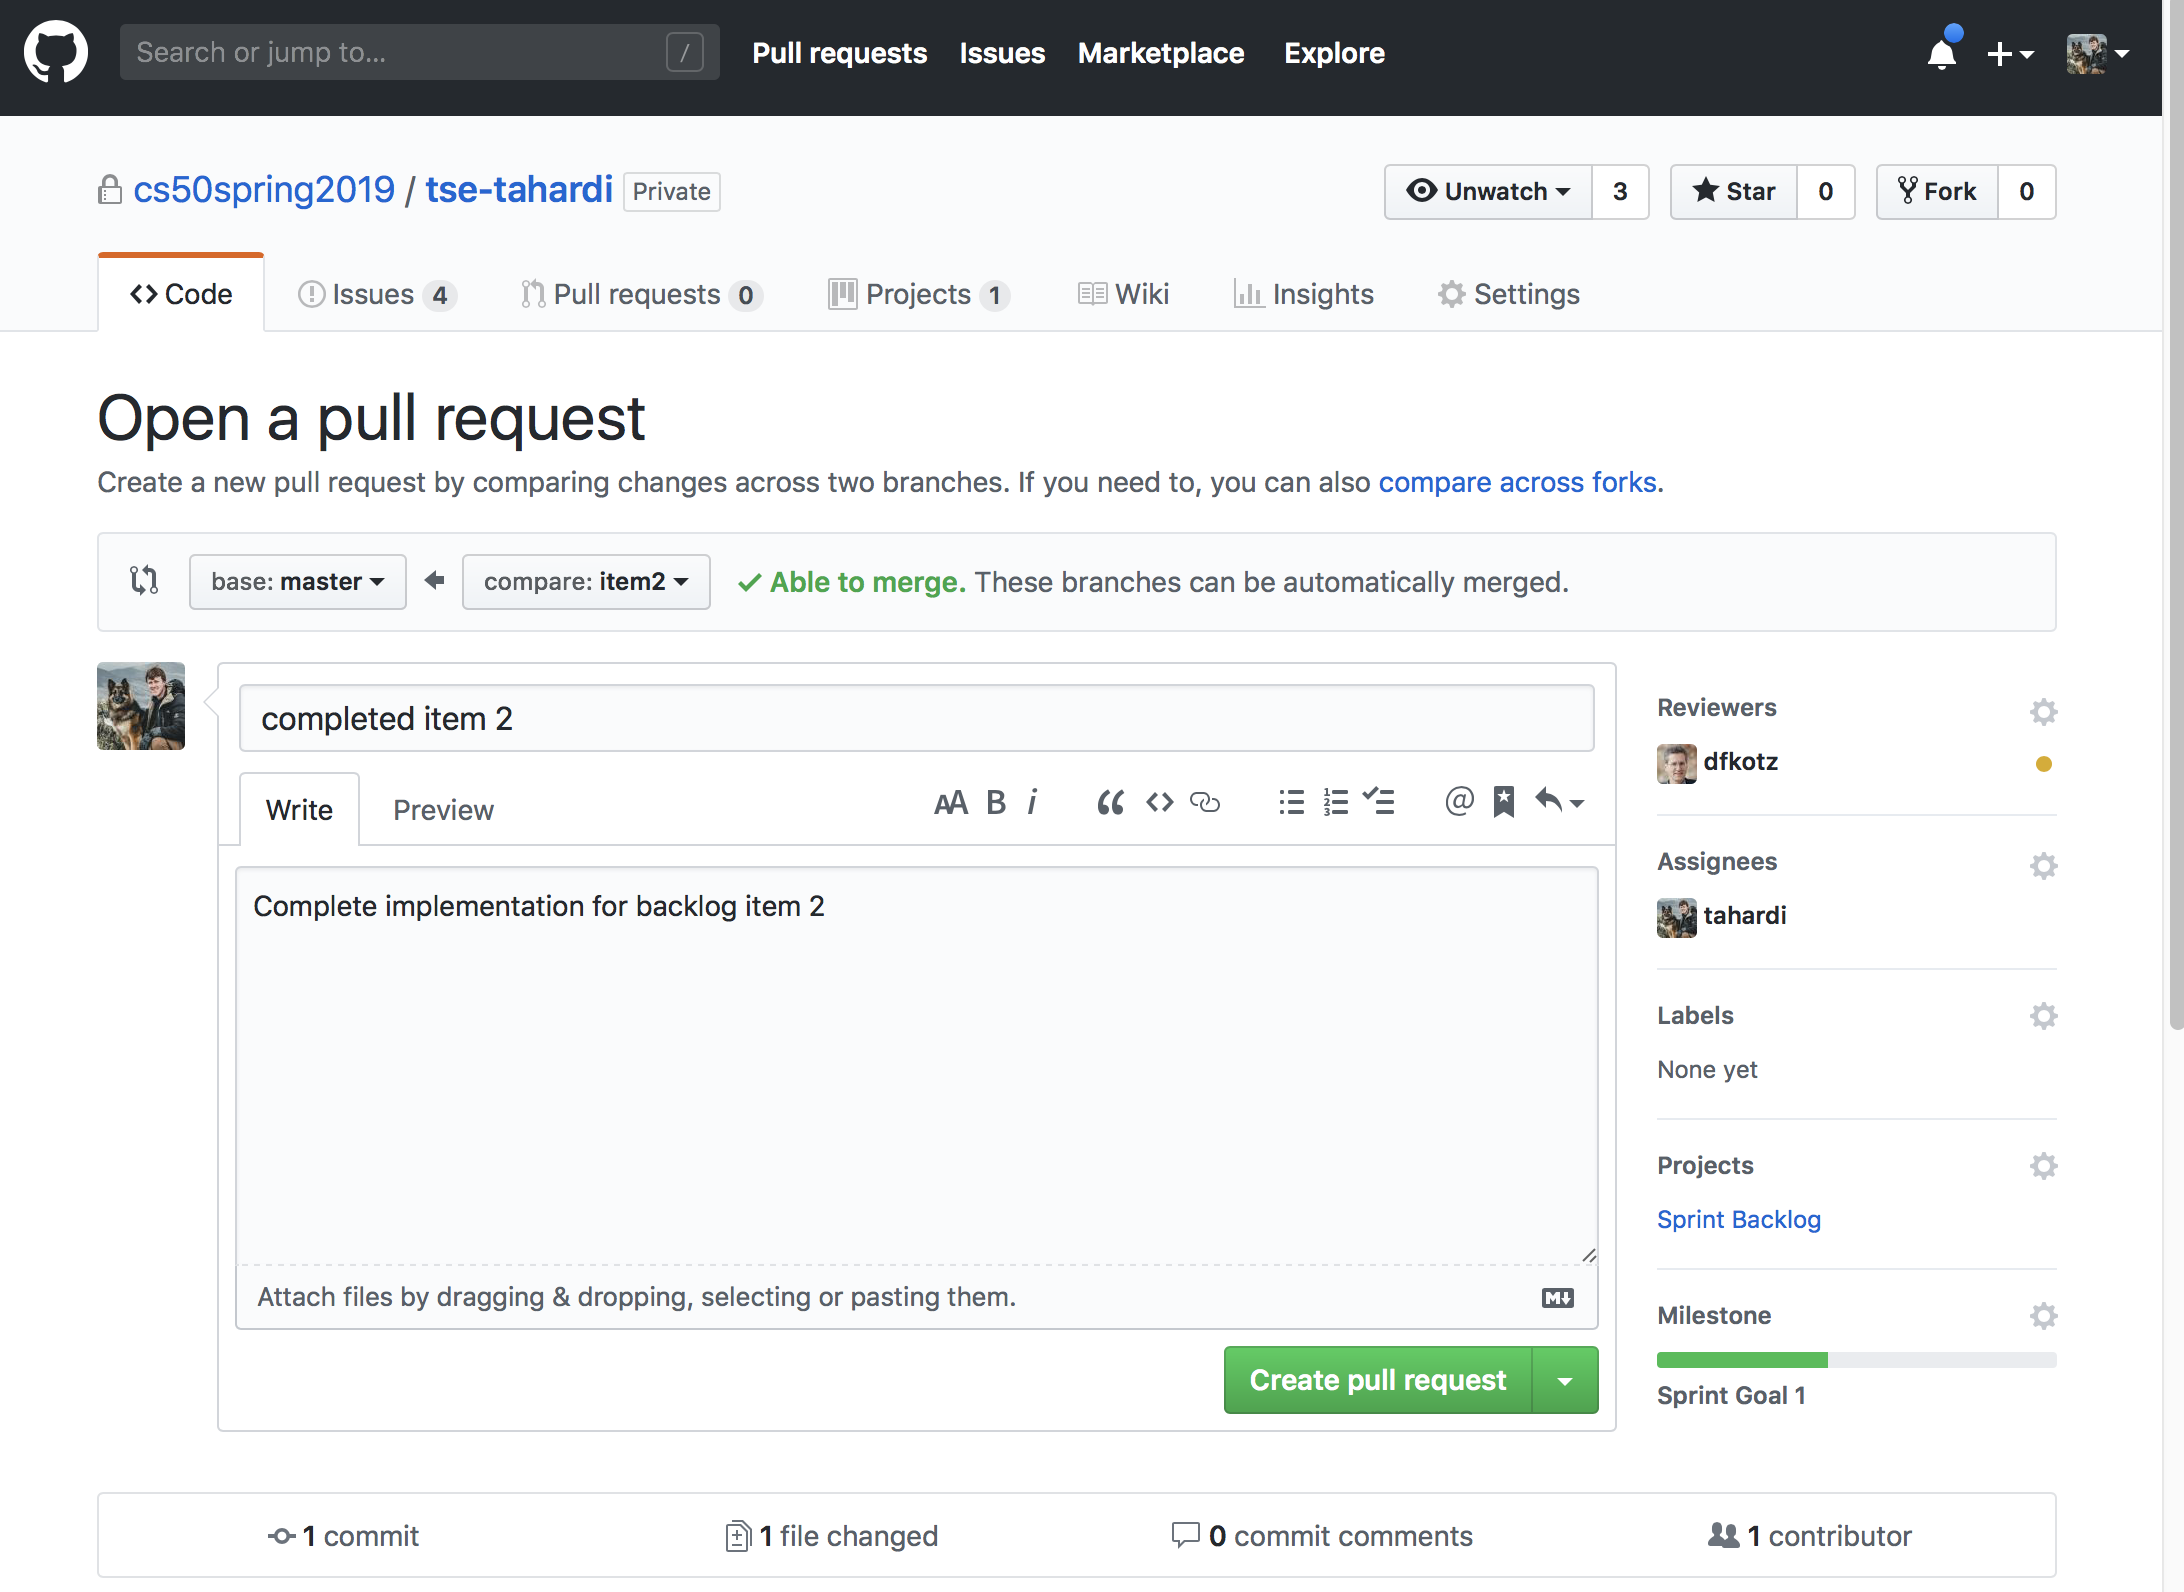 Search or jump to... /
Pull requests Issues Marketplace Explore
cs50spring2019 / tse-tahardi Private
Unwatch 3 Star 0 Fork 0
Code Issues 4 Pull requests 0 Projects 1 Wiki Insights Settings
Open a pull request
Create a new pull request by comparing changes across two branches. If you need to, you can also compare across forks.
base: master compare: item2 Able to merge. These branches can be automatically merged.
completed item 2
Write Preview
AA B i
Complete implementation for backlog item 2
Attach files by dragging & dropping, selecting or pasting them.
Create pull request
Reviewers
dfkotz
Assignees
tahardi
Labels
None yet
Projects
Sprint Backlog
Milestone
Sprint Goal 1
1 commit 1 file changed 0 commit comments 1 contributor